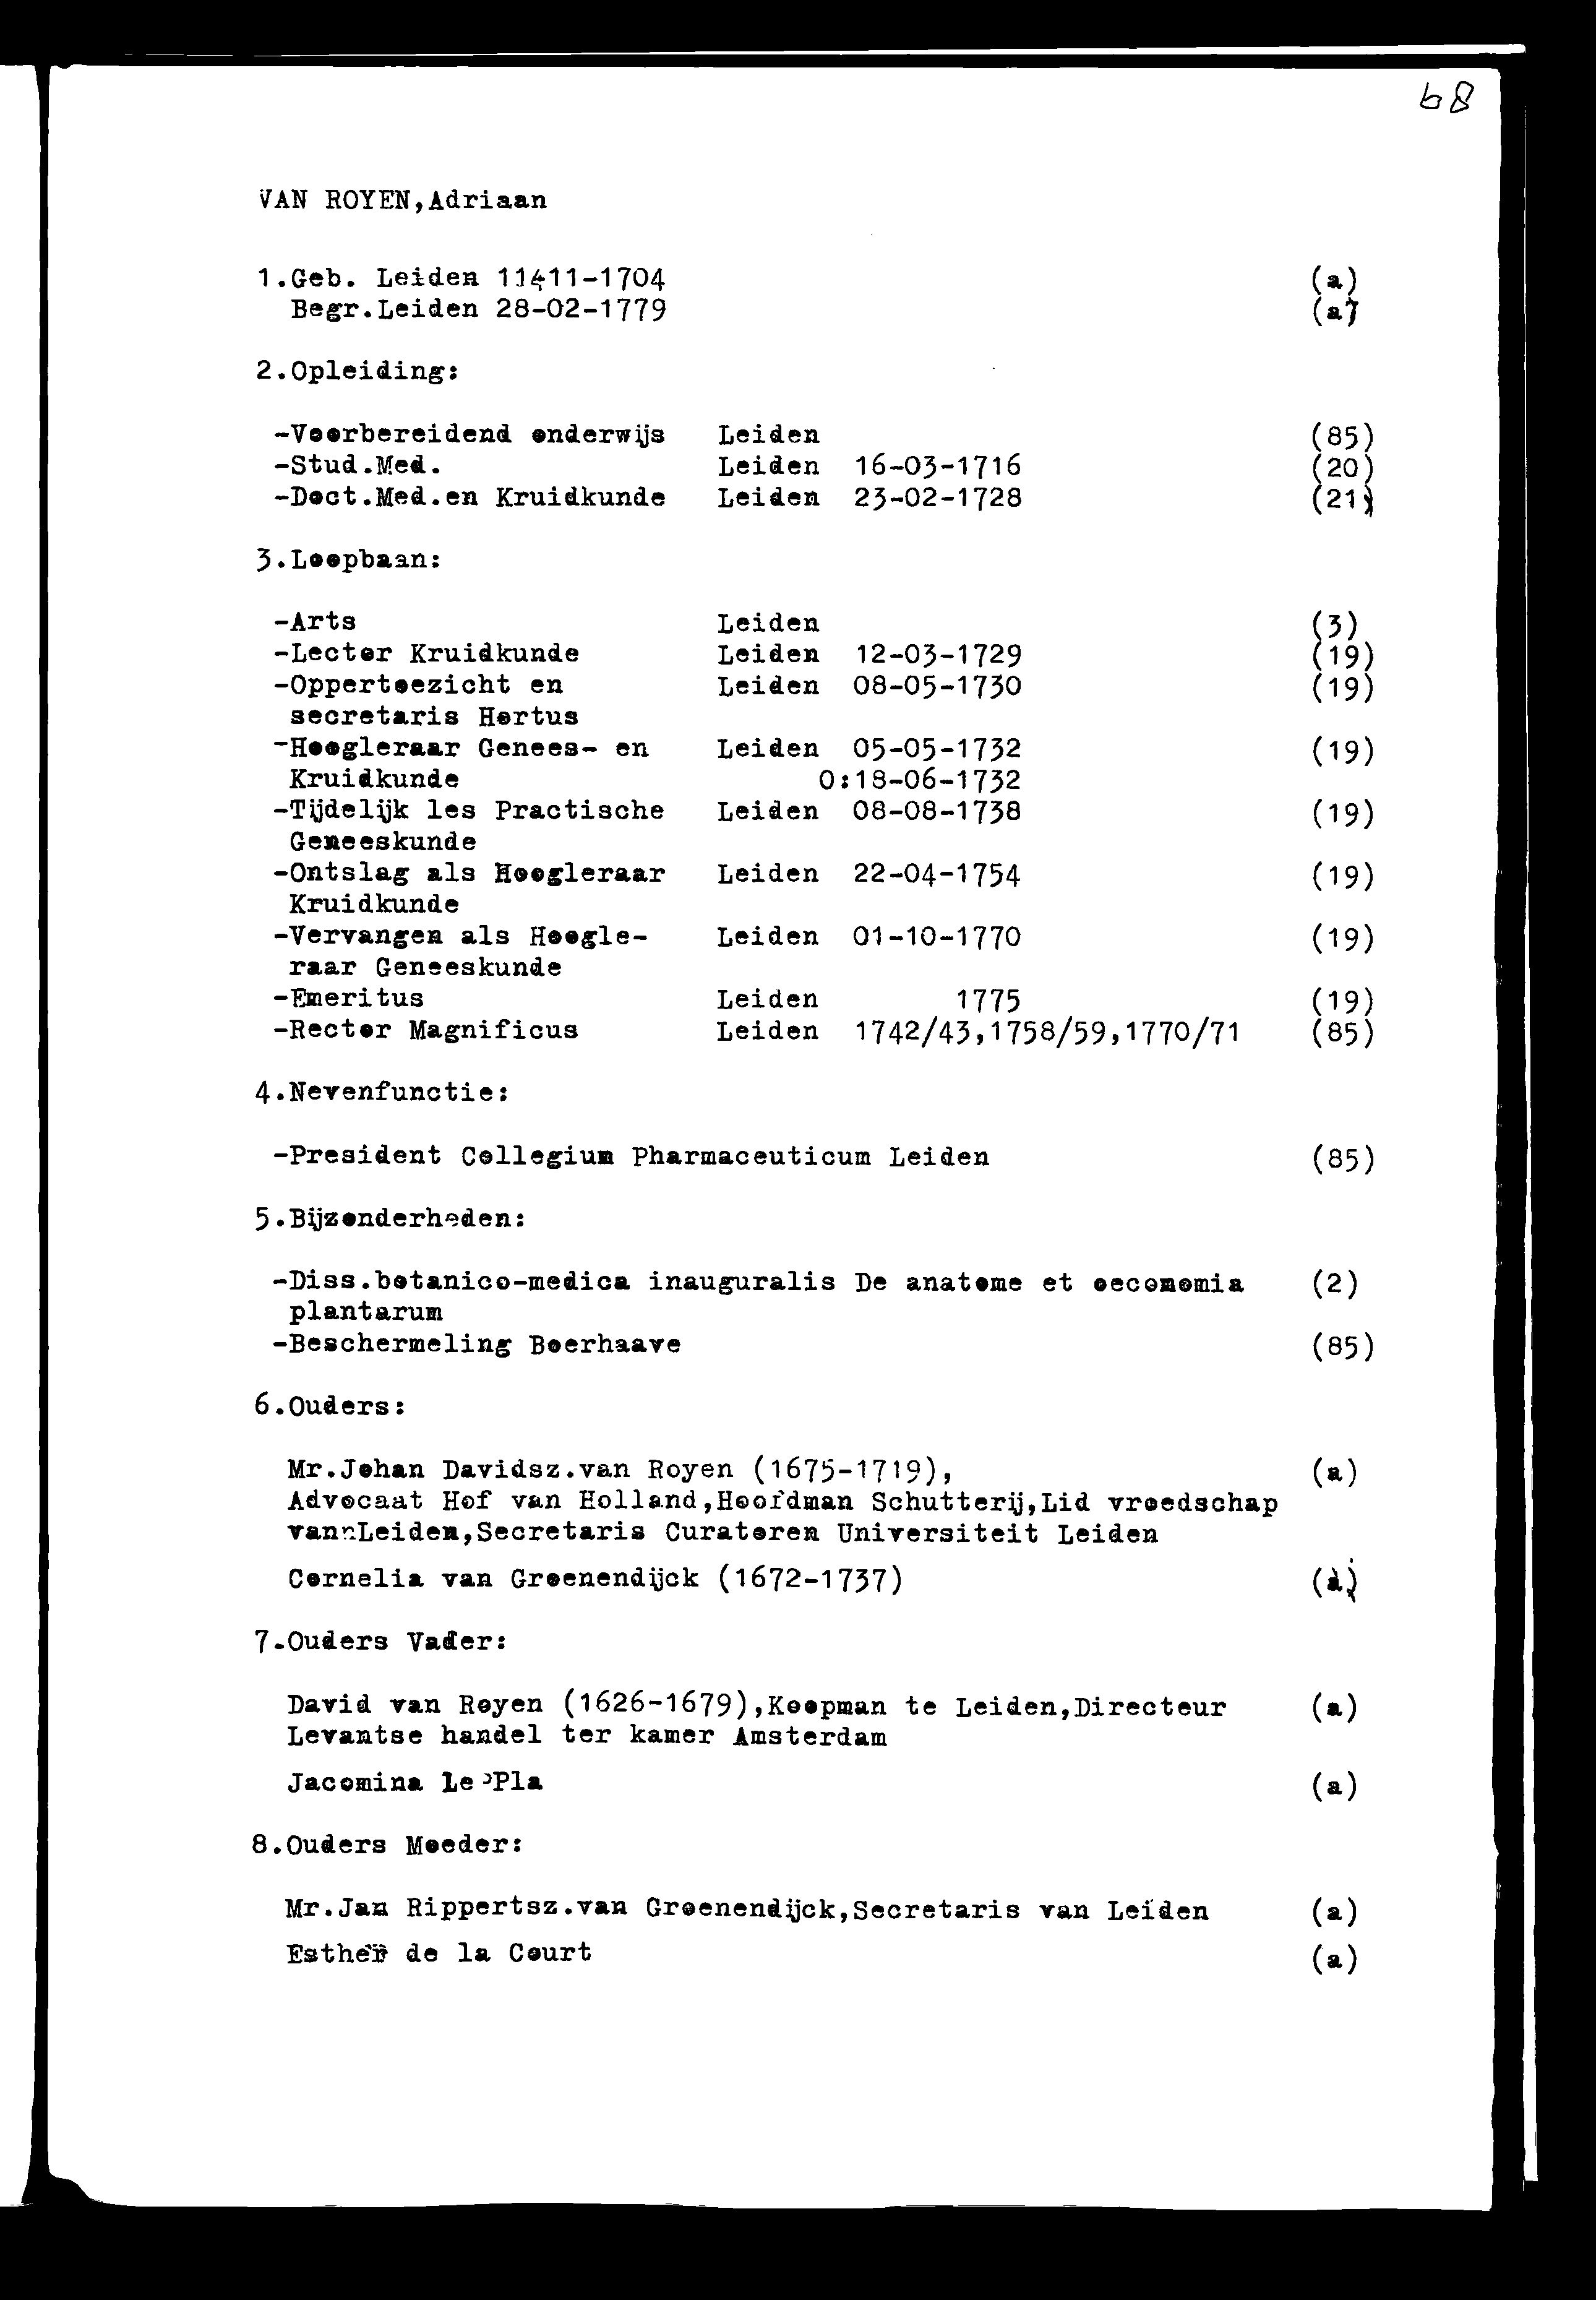 68
VAN ROYEN,Adriaan
1.Geb. Leiden 11-11-1704 (a)
Begr.Leiden 28-02-1779 (a)
2.Opleiding:
-Voorbereidend onderwijs Leiden (85)
-Stud.Med. Leiden 16-03-1716 (20)
-Doct.Med.en Kruidkunde Leiden 23-02-1728 (21)
3.Loopbaan:
-Arts Leiden (3)
-Lector Kruidkunde Leiden 12-03-1729 (19)
-Oppertoezicht en Leiden 08-05-1730 (19)
secretaris Hortus
-Hoogleraar Genees- en Leiden 05-05-1732 (19)
Kruidkunde O:18-06-1732
-Tijdelijk les Practische Leiden 08-08-1738 (19)
Geneeskunde
-Ontslag als Hoogleraar Leiden 22-04-1754 (19)
Kruidkunde
-Vervangen als Hoogle- Leiden 01-10-1770 (19)
raar Geneeskunde
-Emeritus Leiden 1775 (19)
-Rector Magnificus Leiden 1742/43,1758/59,1770/71 (85)
4.Nevenfunctie:
-President Collegium Pharmaceuticum Leiden (85)
5.Bijzonderheden:
-Diss.botanico-medica inauguralis De anatome et oeconomia (2)
plantarum
-Beschermeling Boerhaave (85)
6.Ouders:
Mr.Johan Davidsz.van Royen (1675-1719), (a)
Advocaat Hof van Holland,Hoofdman Schutterij,Lid vroedschap
van Leiden,Secretaris Curatoren Universiteit Leiden
Cornelia van Groenendijck (1672-1737) (a)
7.Ouders Vader:
David van Royen (1626-1679),Koopman te Leiden,Directeur (a)
Levantse handel ter kamer Amsterdam
Jacomina Le Pla (a)
8.Ouders Moeder:
Mr.Jan Rippertsz.van Groenendijck,Secretaris van Leiden (a)
Esther de la Court (a)